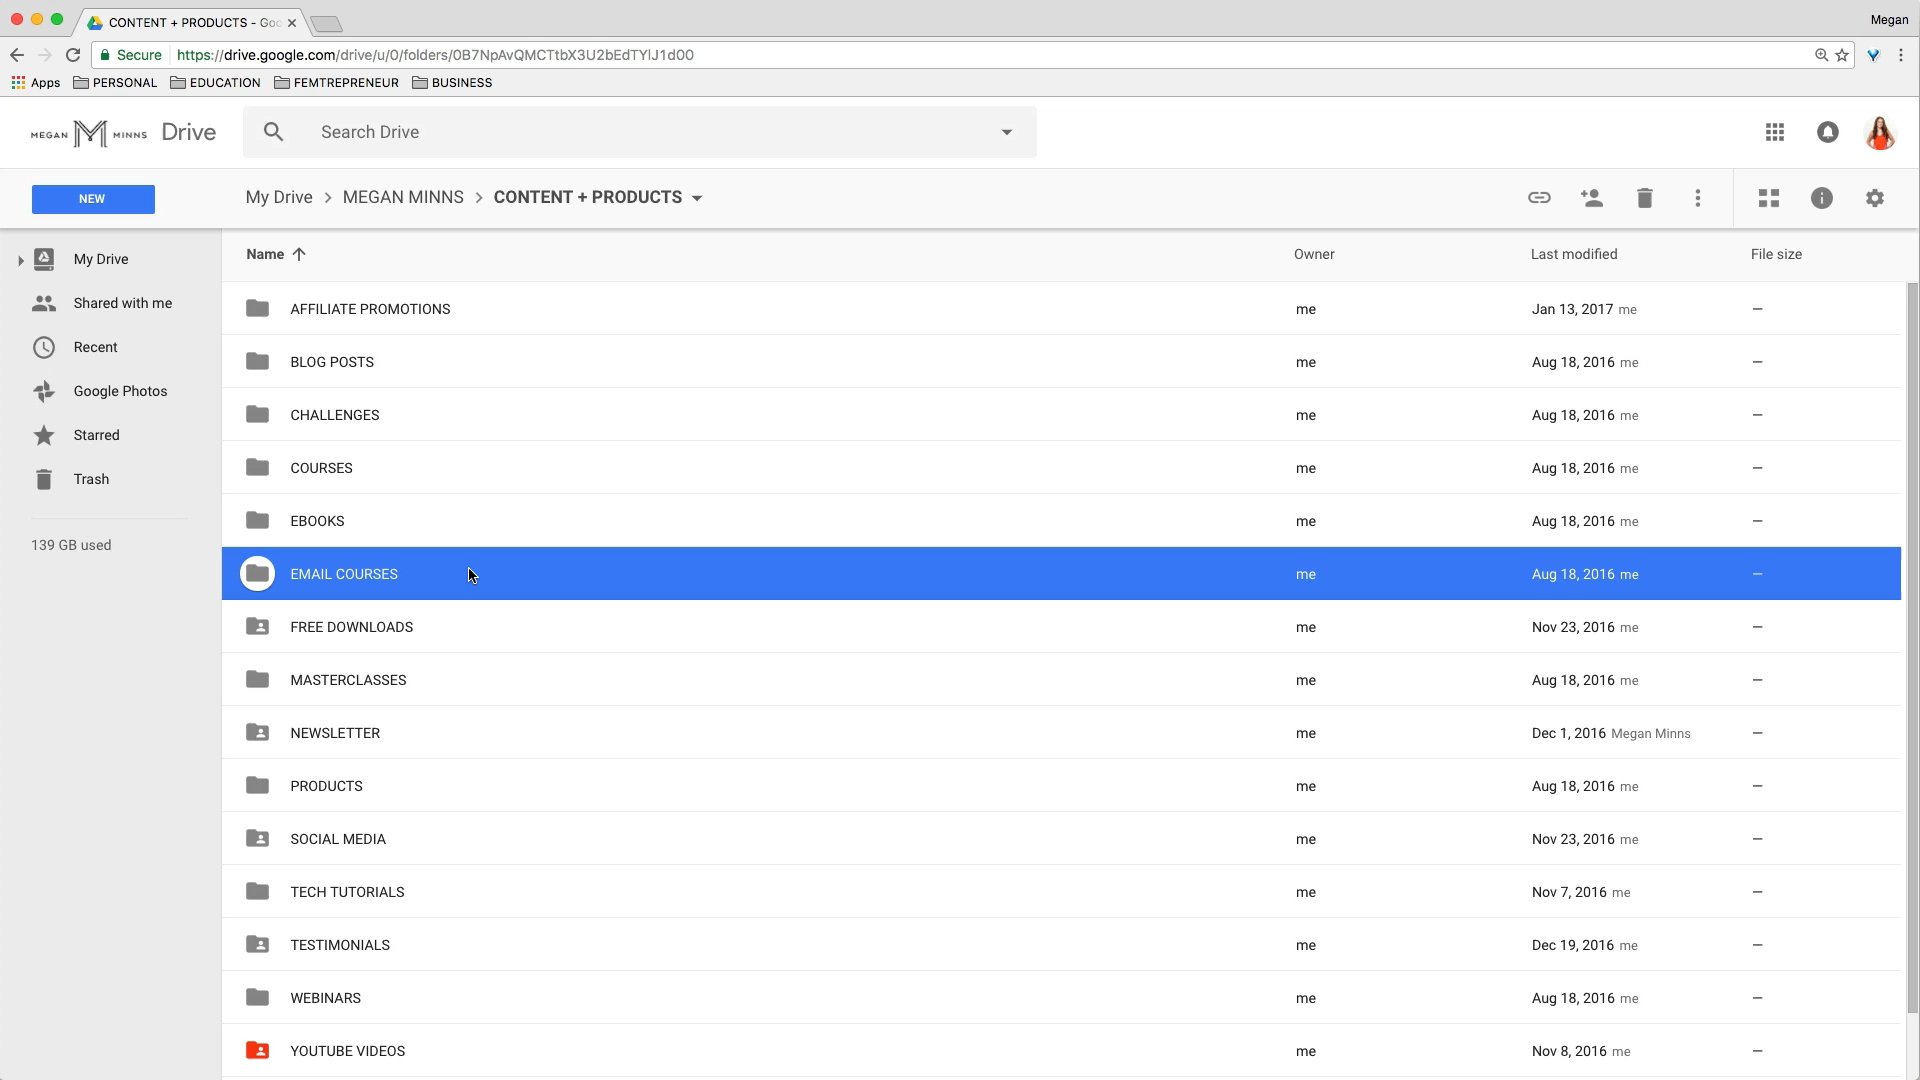 CONTENT + PRODUCTS - Goo
Megan
Secure https://drive.google.com/drive/u/0/folders/0B7NpAvQMCTtbX3U2bEdTYlJ1d00
Apps PERSONAL EDUCATION FEMTREPRENEUR BUSINESS
MEGAN M MINNS Drive Search Drive
NEW My Drive > MEGAN MINNS > CONTENT + PRODUCTS
My Drive
Shared with me
Recent
Google Photos
Starred
Trash
139 GB used
Name Owner Last modified File size
AFFILIATE PROMOTIONS me Jan 13, 2017 me —
BLOG POSTS me Aug 18, 2016 me —
CHALLENGES me Aug 18, 2016 me —
COURSES me Aug 18, 2016 me —
EBOOKS me Aug 18, 2016 me —
EMAIL COURSES me Aug 18, 2016 me —
FREE DOWNLOADS me Nov 23, 2016 me —
MASTERCLASSES me Aug 18, 2016 me —
NEWSLETTER me Dec 1, 2016 Megan Minns —
PRODUCTS me Aug 18, 2016 me —
SOCIAL MEDIA me Nov 23, 2016 me —
TECH TUTORIALS me Nov 7, 2016 me —
TESTIMONIALS me Dec 19, 2016 me —
WEBINARS me Aug 18, 2016 me —
YOUTUBE VIDEOS me Nov 8, 2016 me —